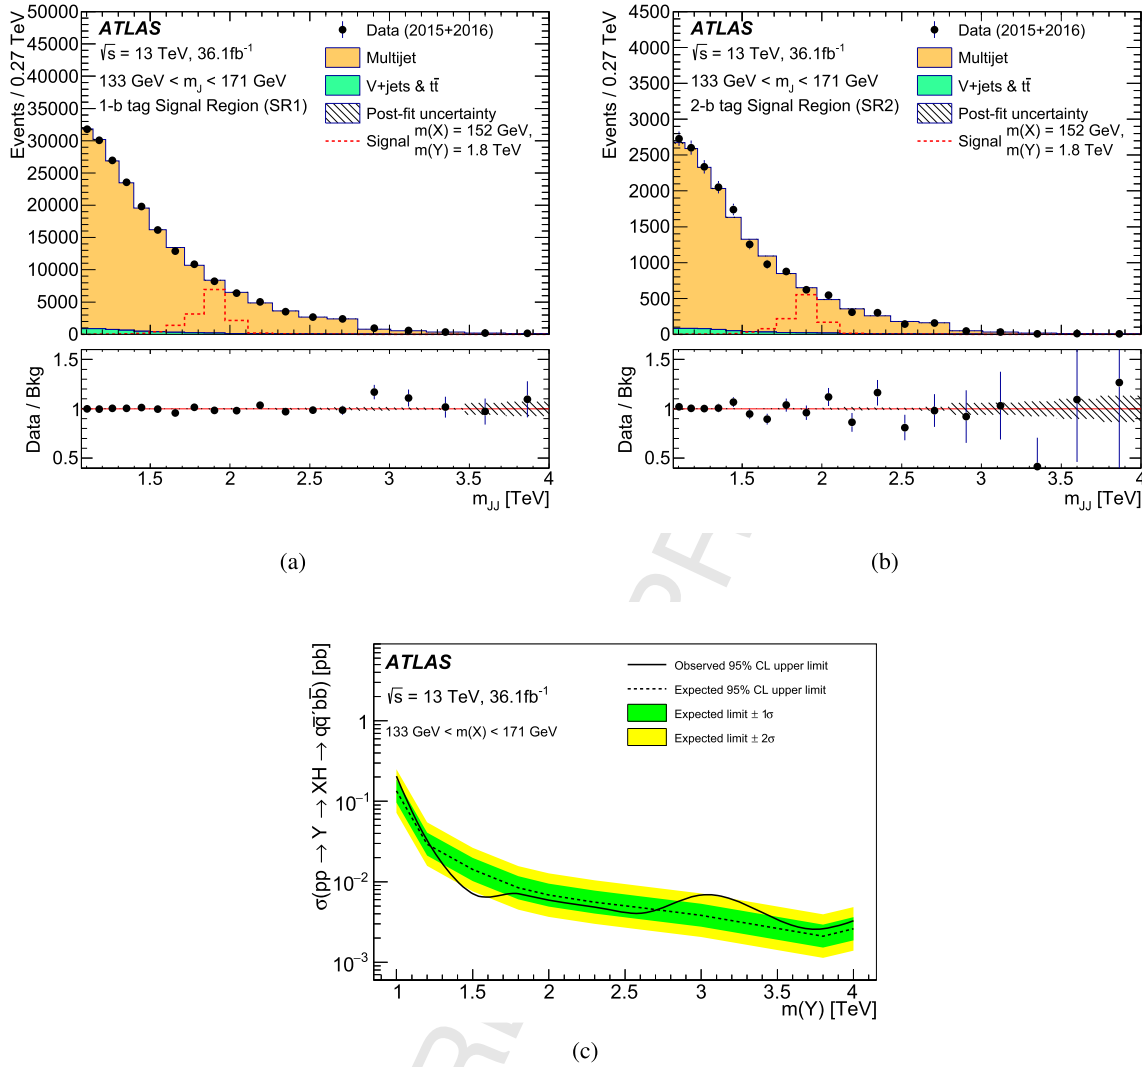 ATLAS
√s = 13 TeV, 36.1fb⁻¹
133 GeV < m_J < 171 GeV
1-b tag Signal Region (SR1)
Data (2015+2016)
Multijet
V+jets & tt̄
Post-fit uncertainty
Signal m(X) = 152 GeV,
m(Y) = 1.8 TeV
Events / 0.27 TeV
50000
45000
40000
35000
30000
25000
20000
15000
10000
5000
0
Data / Bkg
1.5
1
0.5
1.5 2 2.5 3 3.5 4
m_JJ [TeV]
(a)
ATLAS
√s = 13 TeV, 36.1fb⁻¹
133 GeV < m_J < 171 GeV
2-b tag Signal Region (SR2)
Data (2015+2016)
Multijet
V+jets & tt̄
Post-fit uncertainty
Signal m(X) = 152 GeV,
m(Y) = 1.8 TeV
Events / 0.27 TeV
4500
4000
3500
3000
2500
2000
1500
1000
500
0
Data / Bkg
1.5
1
0.5
1.5 2 2.5 3 3.5 4
m_JJ [TeV]
(b)
ATLAS
√s = 13 TeV, 36.1fb⁻¹
133 GeV < m(X) < 171 GeV
Observed 95% CL upper limit
Expected 95% CL upper limit
Expected limit ± 1σ
Expected limit ± 2σ
σ(pp → Y → XH → qq̄′bb̄) [pb]
1
10⁻¹
10⁻²
10⁻³
1 1.5 2 2.5 3 3.5 4
m(Y) [TeV]
(c)